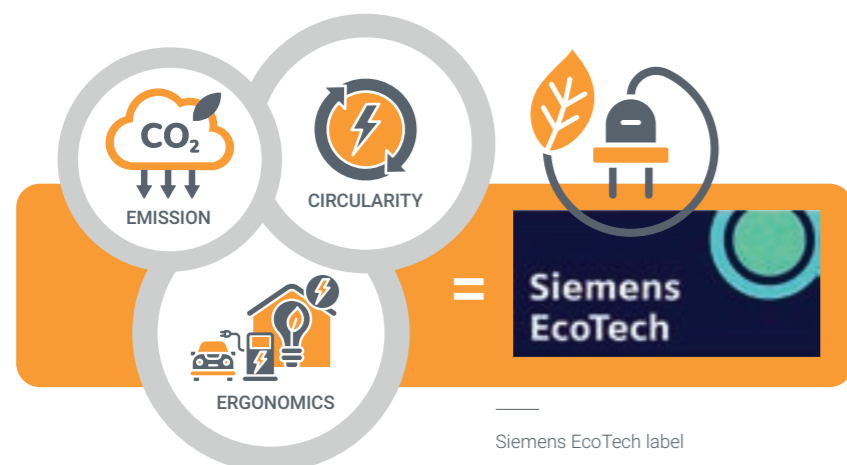 CO₂
EMISSION
CIRCULARITY
ERGONOMICS
=
Siemens
EcoTech
Siemens EcoTech label